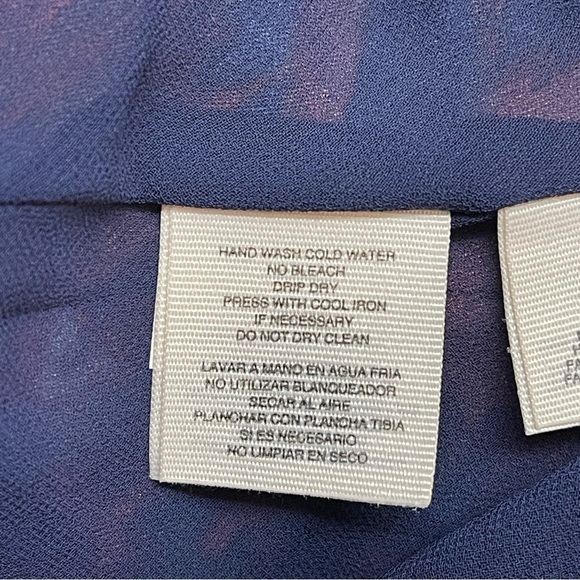 HAND WASH COLD WATER
NO BLEACH
DRIP DRY
PRESS WITH COOL IRON
IF NECESSARY
DO NOT DRY CLEAN
LAVAR A MANO EN AGUA FRIA
NO UTILIZAR BLANQUEADOR
SECAR AL AIRE
PLANCHAR CON PLANCHA TIBIA
SI ES NECESARIO
NO LIMPIAR EN SECO